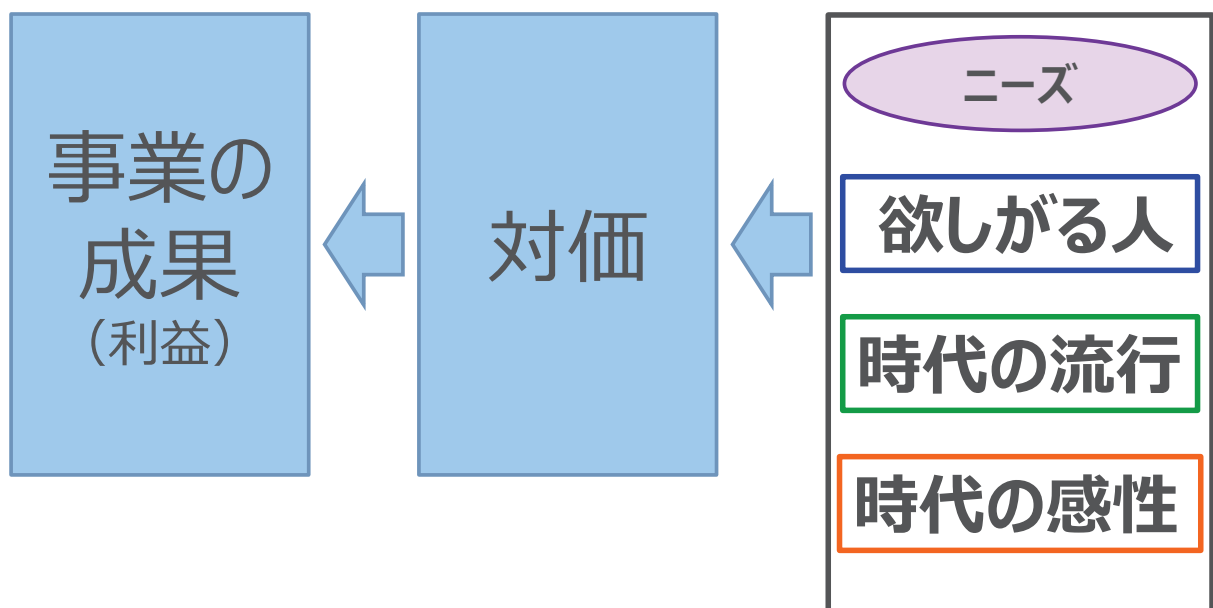 事業の
成果
（利益）
対価
ニーズ
欲しがる人
時代の流行
時代の感性